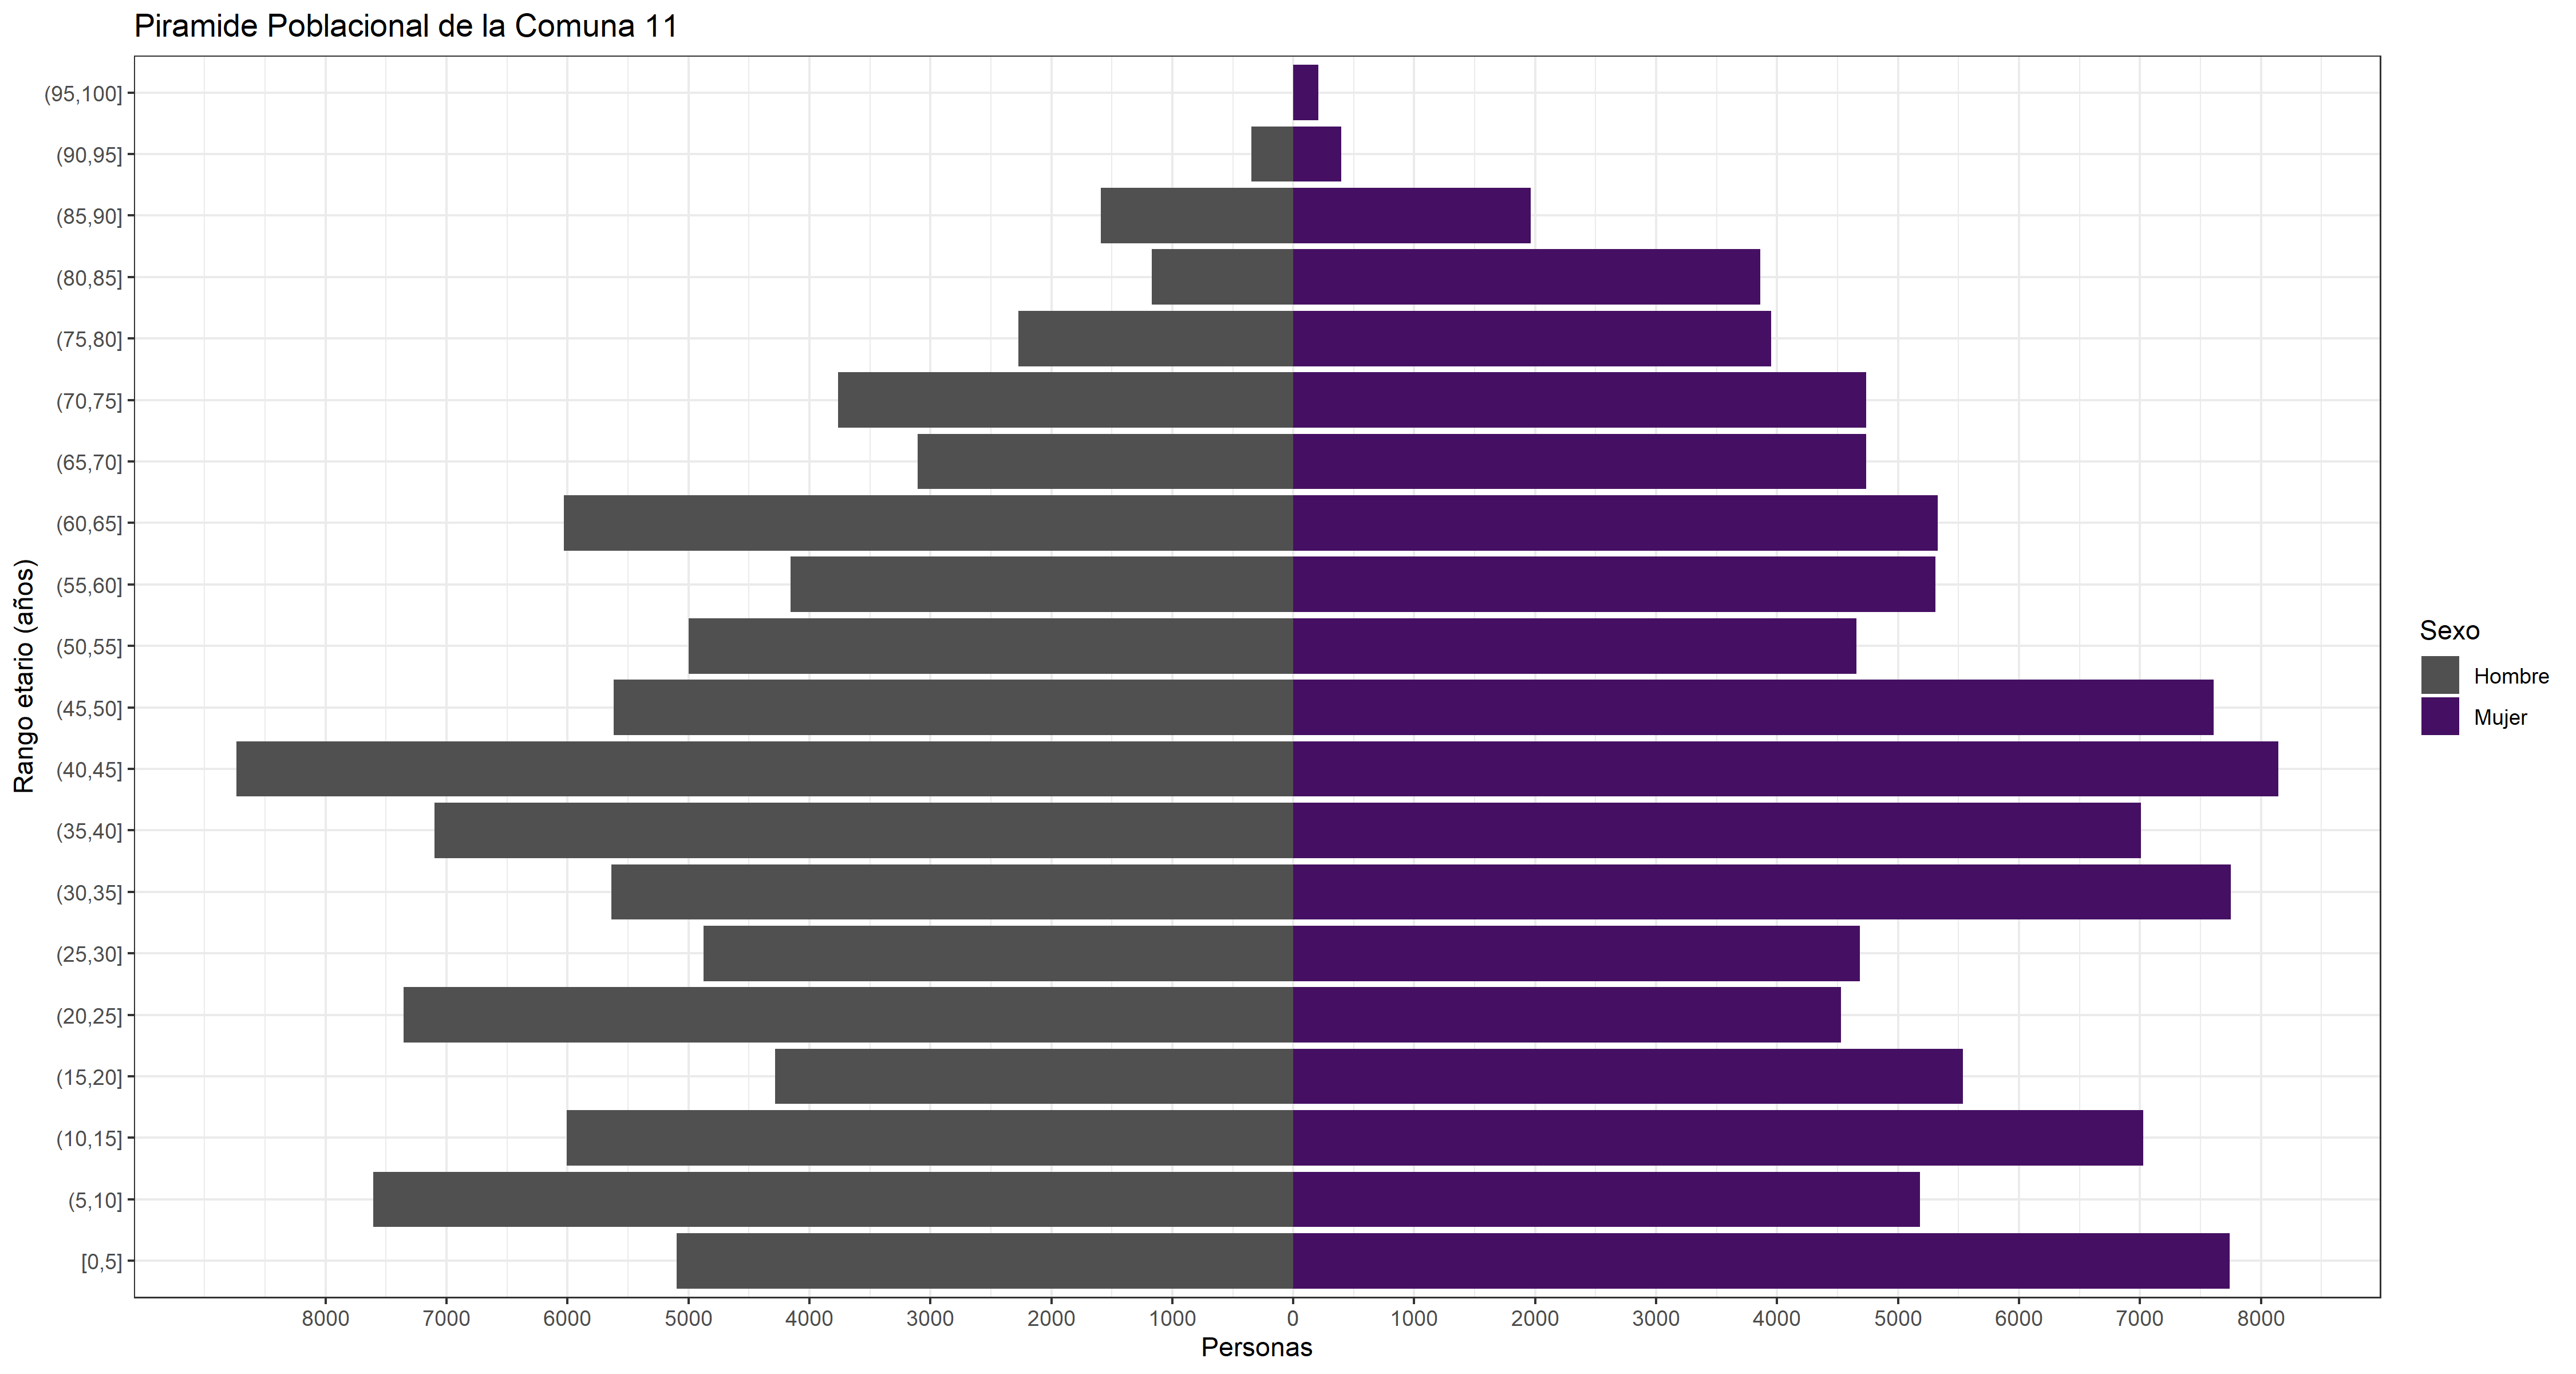 Piramide Poblacional de la Comuna 11
Rango etario (años)
(95,100]
(90,95]
(85,90]
(80,85]
(75,80]
(70,75]
(65,70]
(60,65]
(55,60]
(50,55]
(45,50]
(40,45]
(35,40]
(30,35]
(25,30]
(20,25]
(15,20]
(10,15]
(5,10]
[0,5]
8000 7000 6000 5000 4000 3000 2000 1000 0 1000 2000 3000 4000 5000 6000 7000 8000
Personas
Sexo
Hombre
Mujer